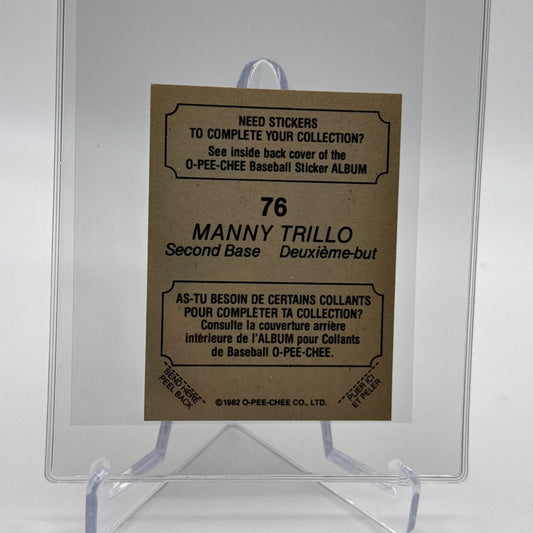 NEED STICKERS
TO COMPLETE YOUR COLLECTION?
See inside back cover of the
O-PEE-CHEE Baseball Sticker ALBUM
76
MANNY TRILLO
Second Base Deuxième-but
AS-TU BESOIN DE CERTAINS COLLANTS
POUR COMPLÈTER TA COLLECTION?
Consulte la couverture arrière
intérieure de l'ALBUM pour Collants
de Baseball O-PEE-CHEE.
BEND HERE
PEEL BACK
©1982 O-PEE-CHEE CO., LTD.
PLIER ICI
ET PELER